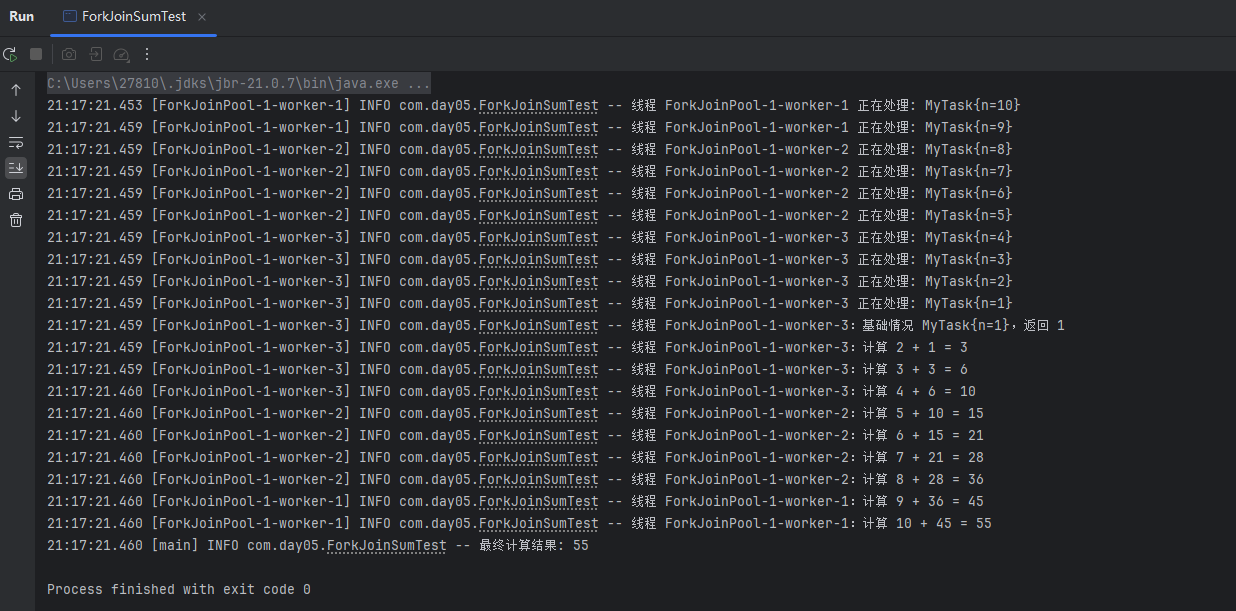 Run ForkJoinSumTest
C:\Users\27810\.jdks\jbr-21.0.7\bin\java.exe ...
21:17:21.453 [ForkJoinPool-1-worker-1] INFO com.day05.ForkJoinSumTest -- 线程 ForkJoinPool-1-worker-1 正在处理: MyTask{n=10}
21:17:21.459 [ForkJoinPool-1-worker-1] INFO com.day05.ForkJoinSumTest -- 线程 ForkJoinPool-1-worker-1 正在处理: MyTask{n=9}
21:17:21.459 [ForkJoinPool-1-worker-2] INFO com.day05.ForkJoinSumTest -- 线程 ForkJoinPool-1-worker-2 正在处理: MyTask{n=8}
21:17:21.459 [ForkJoinPool-1-worker-2] INFO com.day05.ForkJoinSumTest -- 线程 ForkJoinPool-1-worker-2 正在处理: MyTask{n=7}
21:17:21.459 [ForkJoinPool-1-worker-2] INFO com.day05.ForkJoinSumTest -- 线程 ForkJoinPool-1-worker-2 正在处理: MyTask{n=6}
21:17:21.459 [ForkJoinPool-1-worker-2] INFO com.day05.ForkJoinSumTest -- 线程 ForkJoinPool-1-worker-2 正在处理: MyTask{n=5}
21:17:21.459 [ForkJoinPool-1-worker-3] INFO com.day05.ForkJoinSumTest -- 线程 ForkJoinPool-1-worker-3 正在处理: MyTask{n=4}
21:17:21.459 [ForkJoinPool-1-worker-3] INFO com.day05.ForkJoinSumTest -- 线程 ForkJoinPool-1-worker-3 正在处理: MyTask{n=3}
21:17:21.459 [ForkJoinPool-1-worker-3] INFO com.day05.ForkJoinSumTest -- 线程 ForkJoinPool-1-worker-3 正在处理: MyTask{n=2}
21:17:21.459 [ForkJoinPool-1-worker-3] INFO com.day05.ForkJoinSumTest -- 线程 ForkJoinPool-1-worker-3 正在处理: MyTask{n=1}
21:17:21.459 [ForkJoinPool-1-worker-3] INFO com.day05.ForkJoinSumTest -- 线程 ForkJoinPool-1-worker-3：基础情况 MyTask{n=1}，返回 1
21:17:21.459 [ForkJoinPool-1-worker-3] INFO com.day05.ForkJoinSumTest -- 线程 ForkJoinPool-1-worker-3：计算 2 + 1 = 3
21:17:21.459 [ForkJoinPool-1-worker-3] INFO com.day05.ForkJoinSumTest -- 线程 ForkJoinPool-1-worker-3：计算 3 + 3 = 6
21:17:21.460 [ForkJoinPool-1-worker-3] INFO com.day05.ForkJoinSumTest -- 线程 ForkJoinPool-1-worker-3：计算 4 + 6 = 10
21:17:21.460 [ForkJoinPool-1-worker-2] INFO com.day05.ForkJoinSumTest -- 线程 ForkJoinPool-1-worker-2：计算 5 + 10 = 15
21:17:21.460 [ForkJoinPool-1-worker-2] INFO com.day05.ForkJoinSumTest -- 线程 ForkJoinPool-1-worker-2：计算 6 + 15 = 21
21:17:21.460 [ForkJoinPool-1-worker-2] INFO com.day05.ForkJoinSumTest -- 线程 ForkJoinPool-1-worker-2：计算 7 + 21 = 28
21:17:21.460 [ForkJoinPool-1-worker-2] INFO com.day05.ForkJoinSumTest -- 线程 ForkJoinPool-1-worker-2：计算 8 + 28 = 36
21:17:21.460 [ForkJoinPool-1-worker-1] INFO com.day05.ForkJoinSumTest -- 线程 ForkJoinPool-1-worker-1：计算 9 + 36 = 45
21:17:21.460 [ForkJoinPool-1-worker-1] INFO com.day05.ForkJoinSumTest -- 线程 ForkJoinPool-1-worker-1：计算 10 + 45 = 55
21:17:21.460 [main] INFO com.day05.ForkJoinSumTest -- 最终计算结果: 55
Process finished with exit code 0